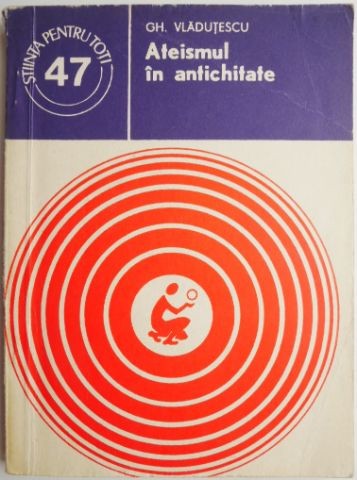 ȘTIINȚA PENTRU TOȚI
47
GH. VLĂDUȚESCU
Ateismul
în antichitate